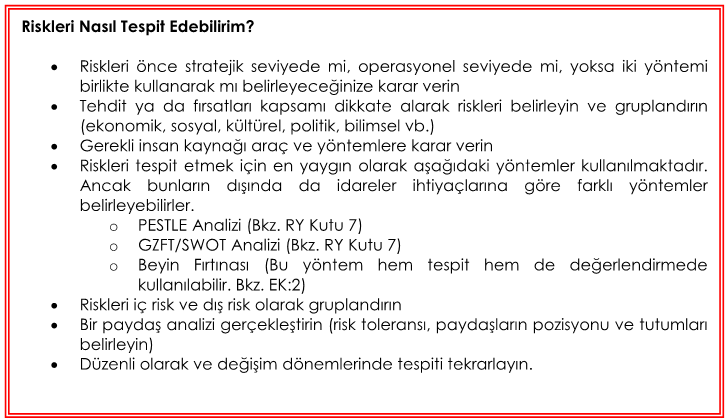 Riskleri Nasıl Tespit Edebilirim?
• Riskleri önce stratejik seviyede mi, operasyonel seviyede mi, yoksa iki yöntemi
birlikte kullanarak mı belirleyeceğinize karar verin
• Tehdit ya da fırsatları kapsamı dikkate alarak riskleri belirleyin ve gruplandırın
(ekonomik, sosyal, kültürel, politik, bilimsel vb.)
• Gerekli insan kaynağı araç ve yöntemlere karar verin
• Riskleri tespit etmek için en yaygın olarak aşağıdaki yöntemler kullanılmaktadır.
Ancak bunların dışında da idareler ihtiyaçlarına göre farklı yöntemler
belirleyebilirler.
o PESTLE Analizi (Bkz. RY Kutu 7)
o GZFT/SWOT Analizi (Bkz. RY Kutu 7)
o Beyin Fırtınası (Bu yöntem hem tespit hem de değerlendirmede
kullanılabilir. Bkz. EK:2)
• Riskleri iç risk ve dış risk olarak gruplandırın
• Bir paydaş analizi gerçekleştirin (risk toleransı, paydaşların pozisyonu ve tutumları
belirleyin)
• Düzenli olarak ve değişim dönemlerinde tespiti tekrarlayın.